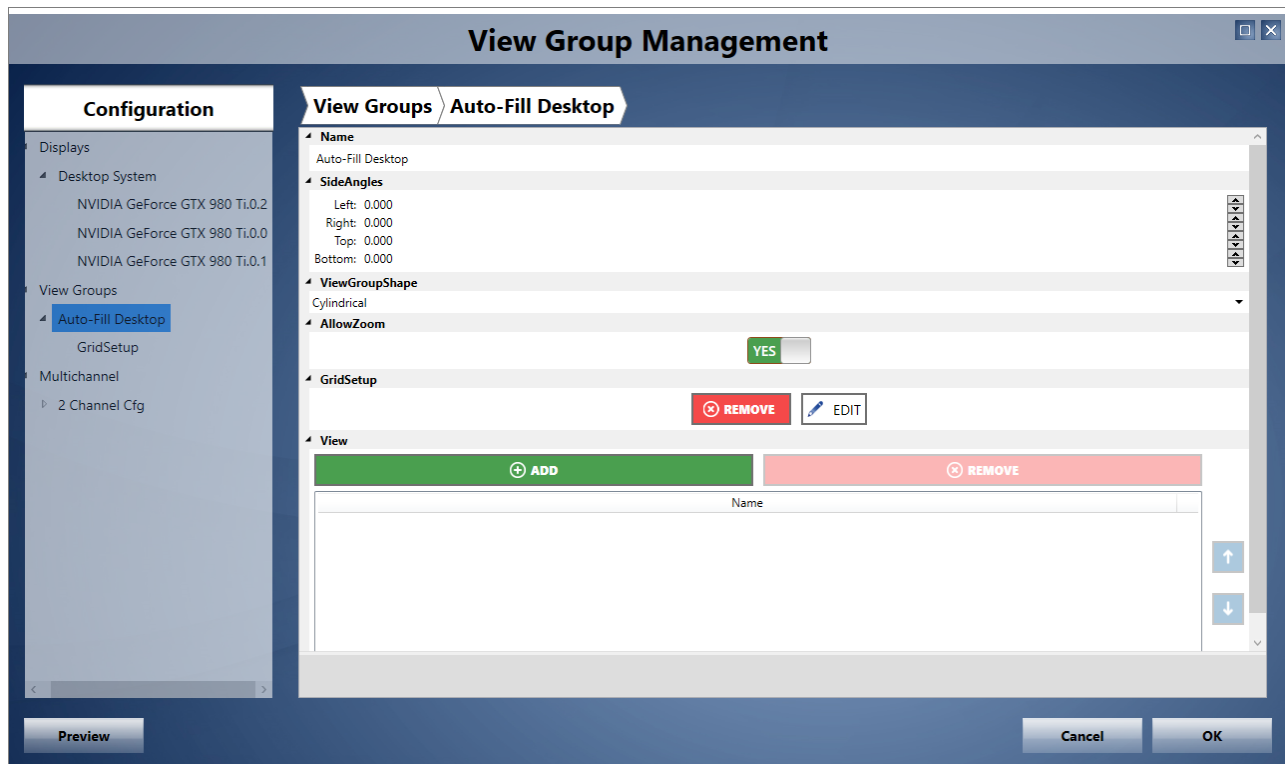 View Group Management
Configuration
Displays
Desktop System
NVIDIA GeForce GTX 980 Ti.0.2
NVIDIA GeForce GTX 980 Ti.0.0
NVIDIA GeForce GTX 980 Ti.0.1
View Groups
Auto-Fill Desktop
GridSetup
Multichannel
2 Channel Cfg
View Groups Auto-Fill Desktop
Name
Auto-Fill Desktop
SideAngles
Left: 0.000
Right: 0.000
Top: 0.000
Bottom: 0.000
ViewGroupShape
Cylindrical
AllowZoom
YES
GridSetup
REMOVE EDIT
View
ADD REMOVE
Name
Preview Cancel OK